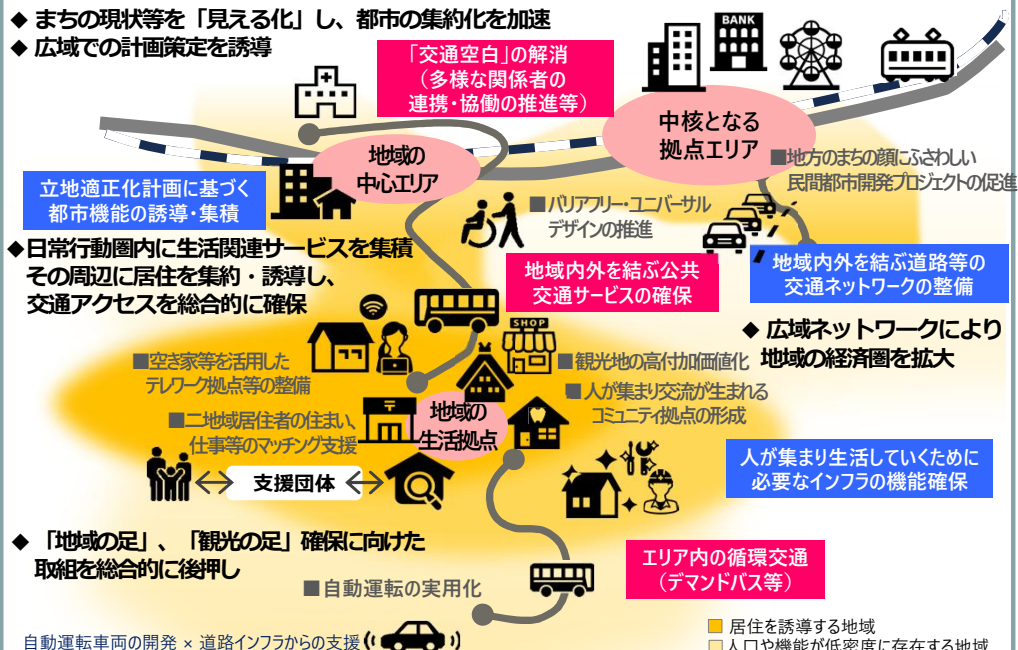 ◆ まちの現状等を「見える化」し、都市の集約化を加速
◆ 広域での計画策定を誘導
「交通空白」の解消
（多様な関係者の
連携・協働の推進等）
BANK
中核となる
拠点エリア
地域の
中心エリア
■地方のまちの顔にふさわしい
民間都市開発プロジェクトの促進
立地適正化計画に基づく
都市機能の誘導・集積
■バリアフリー・ユニバーサル
デザインの推進
◆日常行動圏内に生活関連サービスを集積
その周辺に居住を集約・誘導し、
交通アクセスを総合的に確保
地域内外を結ぶ公共
交通サービスの確保
地域内外を結ぶ道路等の
交通ネットワークの整備
◆ 広域ネットワークにより
地域の経済圏を拡大
SHOP
■空き家等を活用した
テレワーク拠点等の整備
■観光地の高付加価値化
■人が集まり交流が生まれる
コミュニティ拠点の形成
■二地域居住者の住まい、
仕事等のマッチング支援
地域の
生活拠点
支援団体
人が集まり生活していくために
必要なインフラの機能確保
◆ 「地域の足」、「観光の足」確保に向けた
取組を総合的に後押し
■自動運転の実用化
エリア内の循環交通
（デマンドバス等）
自動運転車両の開発 × 道路インフラからの支援
居住を誘導する地域
人口や機能が低密度に存在する地域